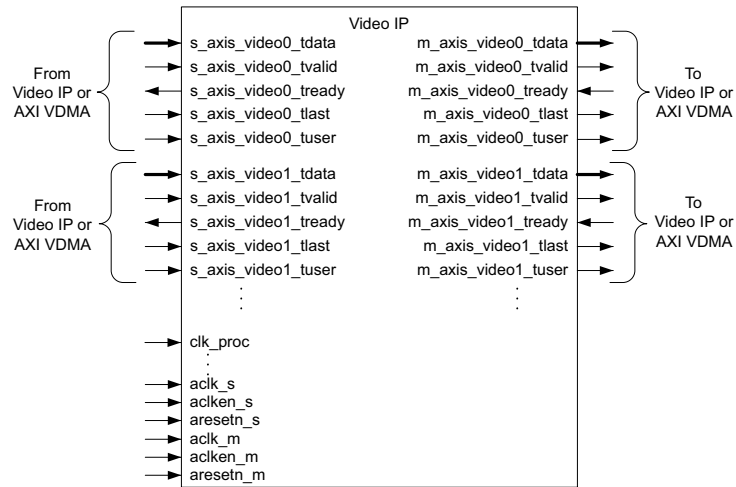 Video IP
From
Video IP or
AXI VDMA
s_axis_video0_tdata
s_axis_video0_tvalid
s_axis_video0_tready
s_axis_video0_tlast
s_axis_video0_tuser
m_axis_video0_tdata
m_axis_video0_tvalid
m_axis_video0_tready
m_axis_video0_tlast
m_axis_video0_tuser
To
Video IP or
AXI VDMA
From
Video IP or
AXI VDMA
s_axis_video1_tdata
s_axis_video1_tvalid
s_axis_video1_tready
s_axis_video1_tlast
s_axis_video1_tuser
m_axis_video1_tdata
m_axis_video1_tvalid
m_axis_video1_tready
m_axis_video1_tlast
m_axis_video1_tuser
To
Video IP or
AXI VDMA
clk_proc
aclk_s
aclken_s
aresetn_s
aclk_m
aclken_m
aresetn_m